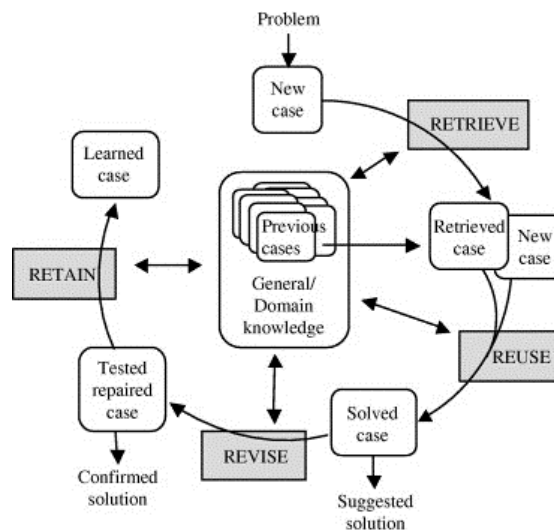 Problem
New
case
RETRIEVE
Learned
case
Previous
cases
Retrieved
case
New
case
General/
Domain
knowledge
RETAIN
REUSE
Tested
repaired
case
Solved
case
REVISE
Confirmed
solution
Suggested
solution